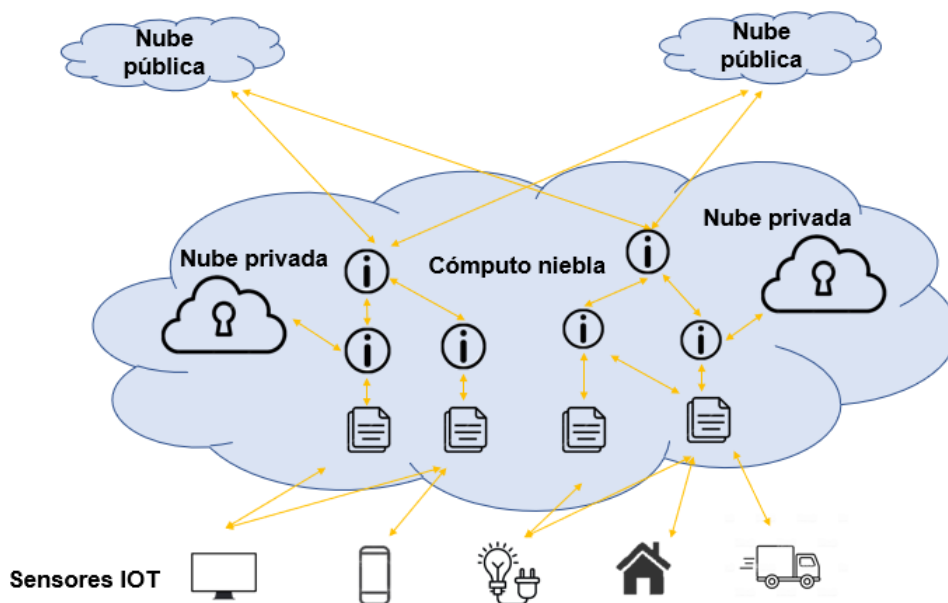 Nube
pública
Nube
pública
Nube privada
Nube privada
Cómputo niebla
Sensores IOT